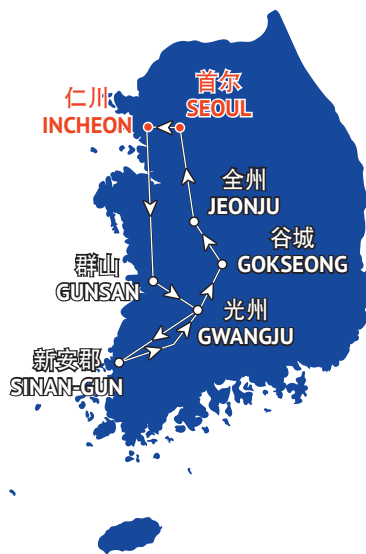 首尔
SEOUL
仁川
INCHEON
全州
JEONJU
谷城
GOKSEONG
群山
GUNSAN
光州
GWANGJU
新安郡
SINAN-GUN